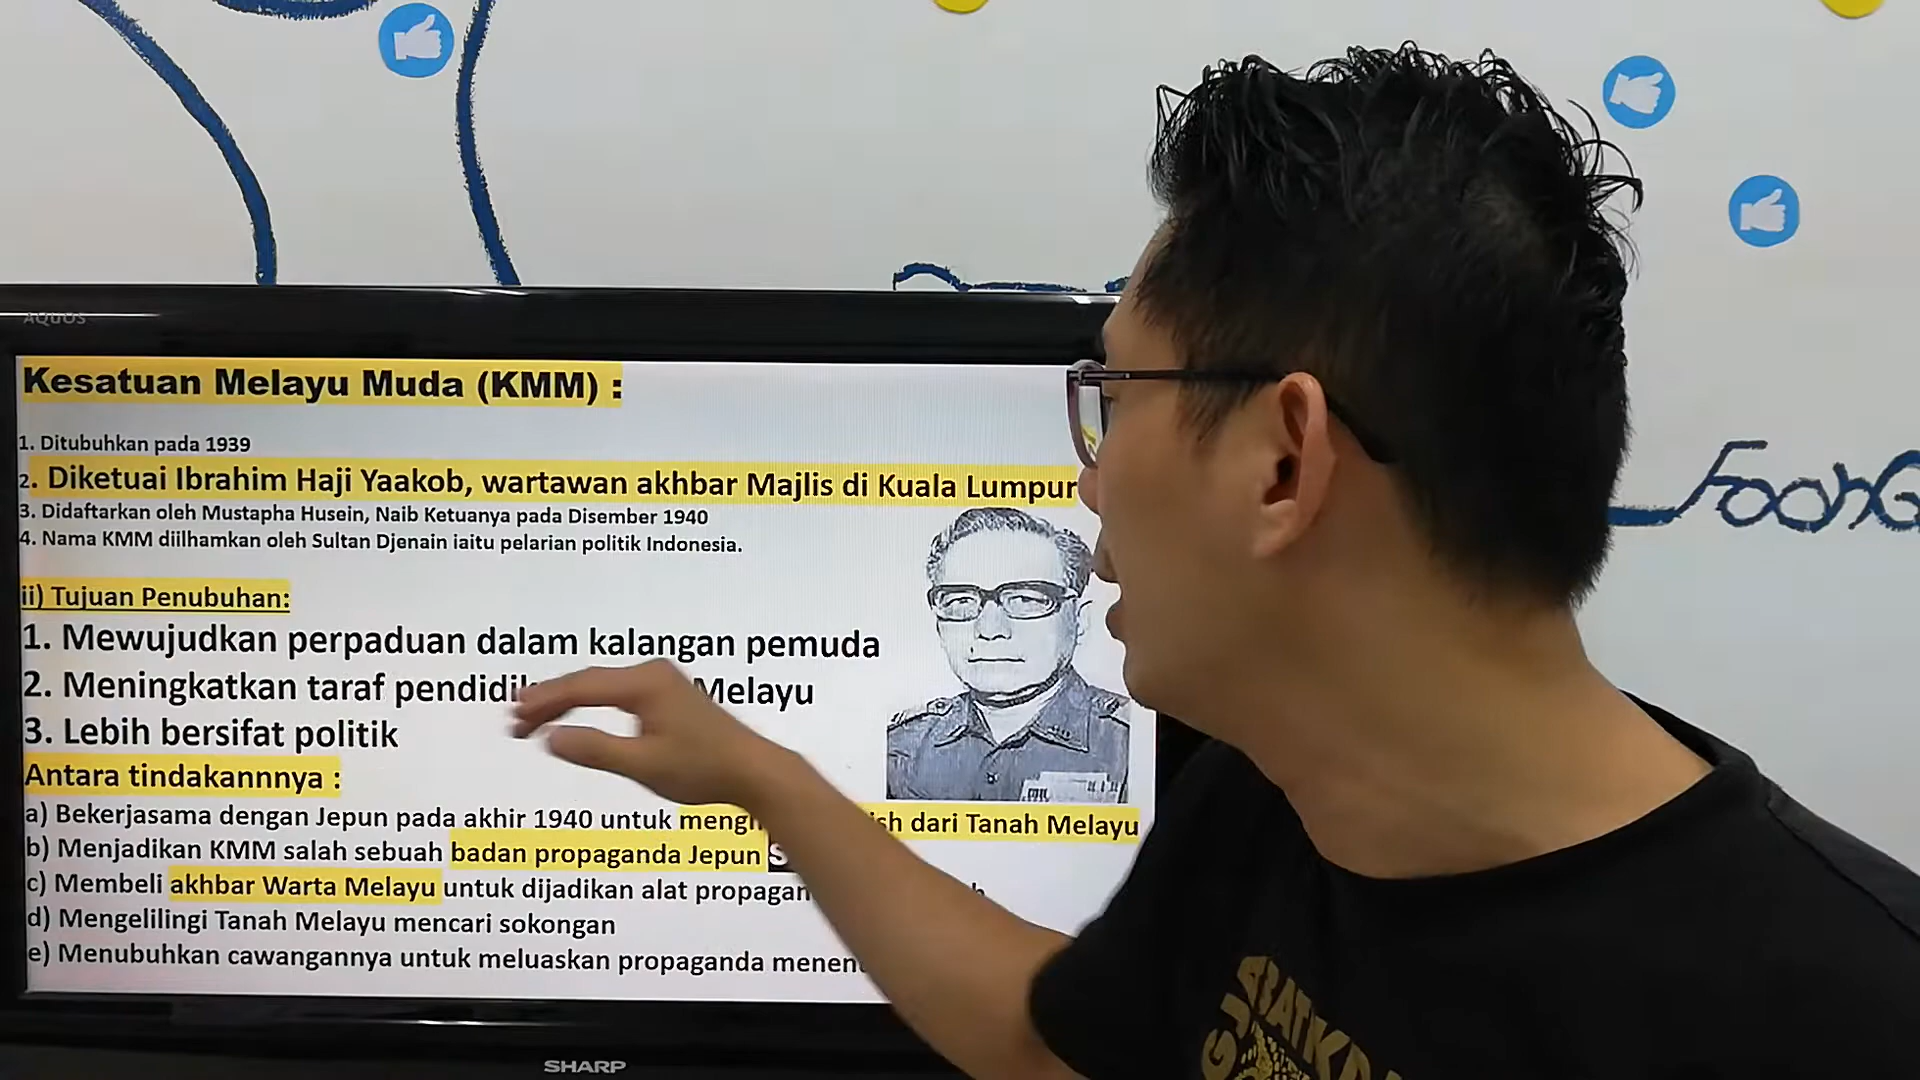 AQUOS
Kesatuan Melayu Muda (KMM) :
1. Ditubuhkan pada 1939
2. Diketuai Ibrahim Haji Yaakob, wartawan akhbar Majlis di Kuala Lumpur
3. Didaftarkan oleh Mustapha Husein, Naib Ketuanya pada Disember 1940
4. Nama KMM diilhamkan oleh Sultan Djenain iaitu pelarian politik Indonesia.
ii) Tujuan Penubuhan:
1. Mewujudkan perpaduan dalam kalangan pemuda
2. Meningkatkan taraf Melayu
3. Lebih bersifat politik
Antara tindakannnya :
a) Bekerjasama dengan Jepun pada akhir 1940 untuk dari Tanah Melayu
b) Menjadikan KMM salah sebuah badan propaganda Jepun
c) Membeli akhbar Warta Melayu untuk dijadikan alat
d) Mengelilingi Tanah Melayu mencari sokongan
e) Menubuhkan cawangannya untuk meluaskan propaganda
SHARP
FoonG